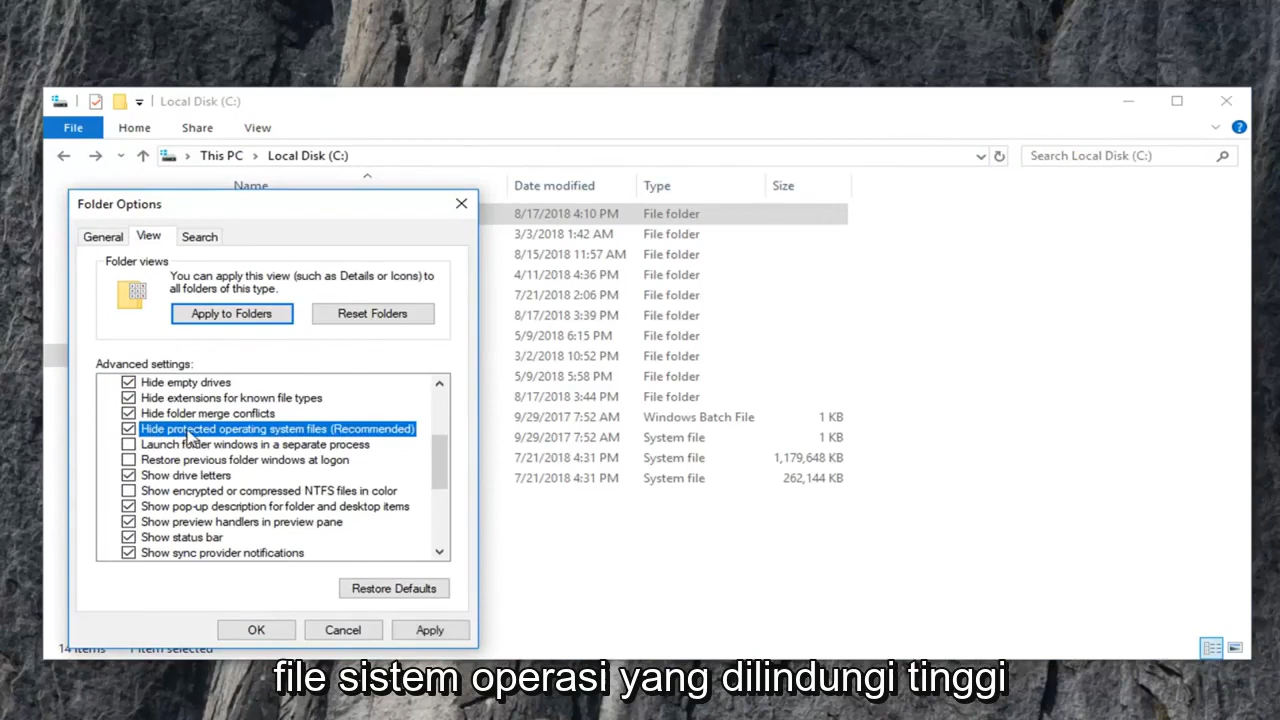 Local Disk (C:)
File Home Share View
This PC Local Disk (C:)
Search Local Disk (C:)
Name Date modified Type Size
Folder Options
General View Search
Folder views
You can apply this view (such as Details or Icons) to
all folders of this type.
Apply to Folders Reset Folders
Advanced settings:
Hide empty drives
Hide extensions for known file types
Hide folder merge conflicts
Hide protected operating system files (Recommended)
Launch folder windows in a separate process
Restore previous folder windows at logon
Show drive letters
Show encrypted or compressed NTFS files in color
Show pop-up description for folder and desktop items
Show preview handlers in preview pane
Show status bar
Show sync provider notifications
Restore Defaults
OK Cancel Apply
8/17/2018 4:10 PM File folder
3/3/2018 1:42 AM File folder
8/15/2018 11:57 AM File folder
4/11/2018 4:36 PM File folder
7/21/2018 2:06 PM File folder
8/17/2018 3:39 PM File folder
5/9/2018 6:15 PM File folder
3/2/2018 10:52 PM File folder
5/9/2018 5:58 PM File folder
8/17/2018 3:44 PM File folder
9/29/2017 7:52 AM Windows Batch File 1 KB
9/29/2017 7:52 AM System file 1 KB
7/21/2018 4:31 PM System file 1,179,648 KB
7/21/2018 4:31 PM System file 262,144 KB
14 items 1 item selected
file sistem operasi yang dilindungi tinggi